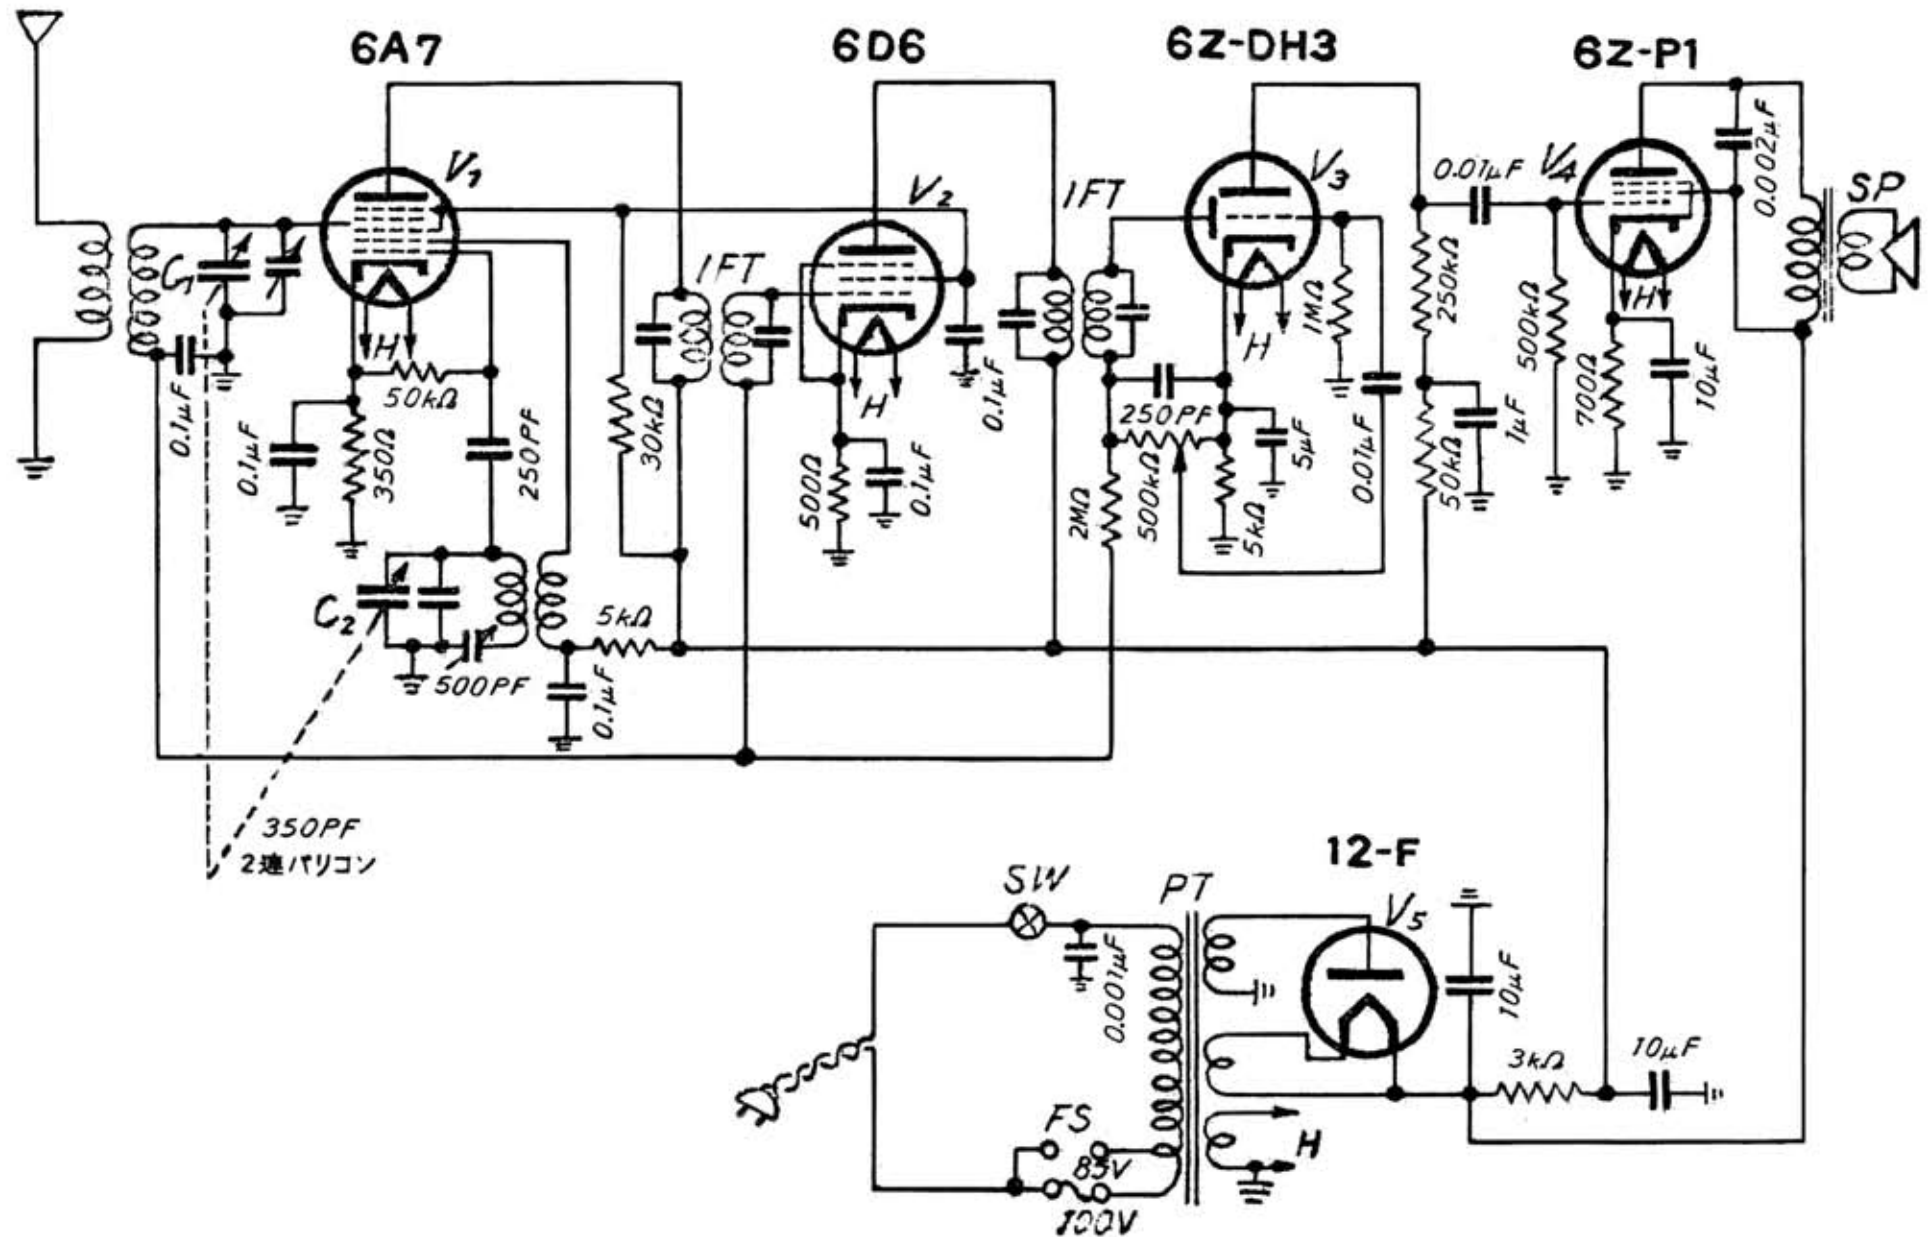 6A7
6D6
6Z-DH3
6Z-P1
V1
V2
V3
V4
0.01μF
0.002μF
SP
IFT
IFT
C1
H
H
H
H
0.1μF
0.1μF
50kΩ
350Ω
250PF
30kΩ
500Ω
0.1μF
0.1μF
250PF
2MΩ
500kΩ
5kΩ
5μF
1MΩ
0.01μF
250kΩ
50kΩ
1μF
500kΩ
700Ω
10μF
C2
500PF
5kΩ
0.1μF
350PF
2連バリコン
12-F
SW
PT
V5
0.001μF
10μF
3kΩ
10μF
FS
85V
100V
H